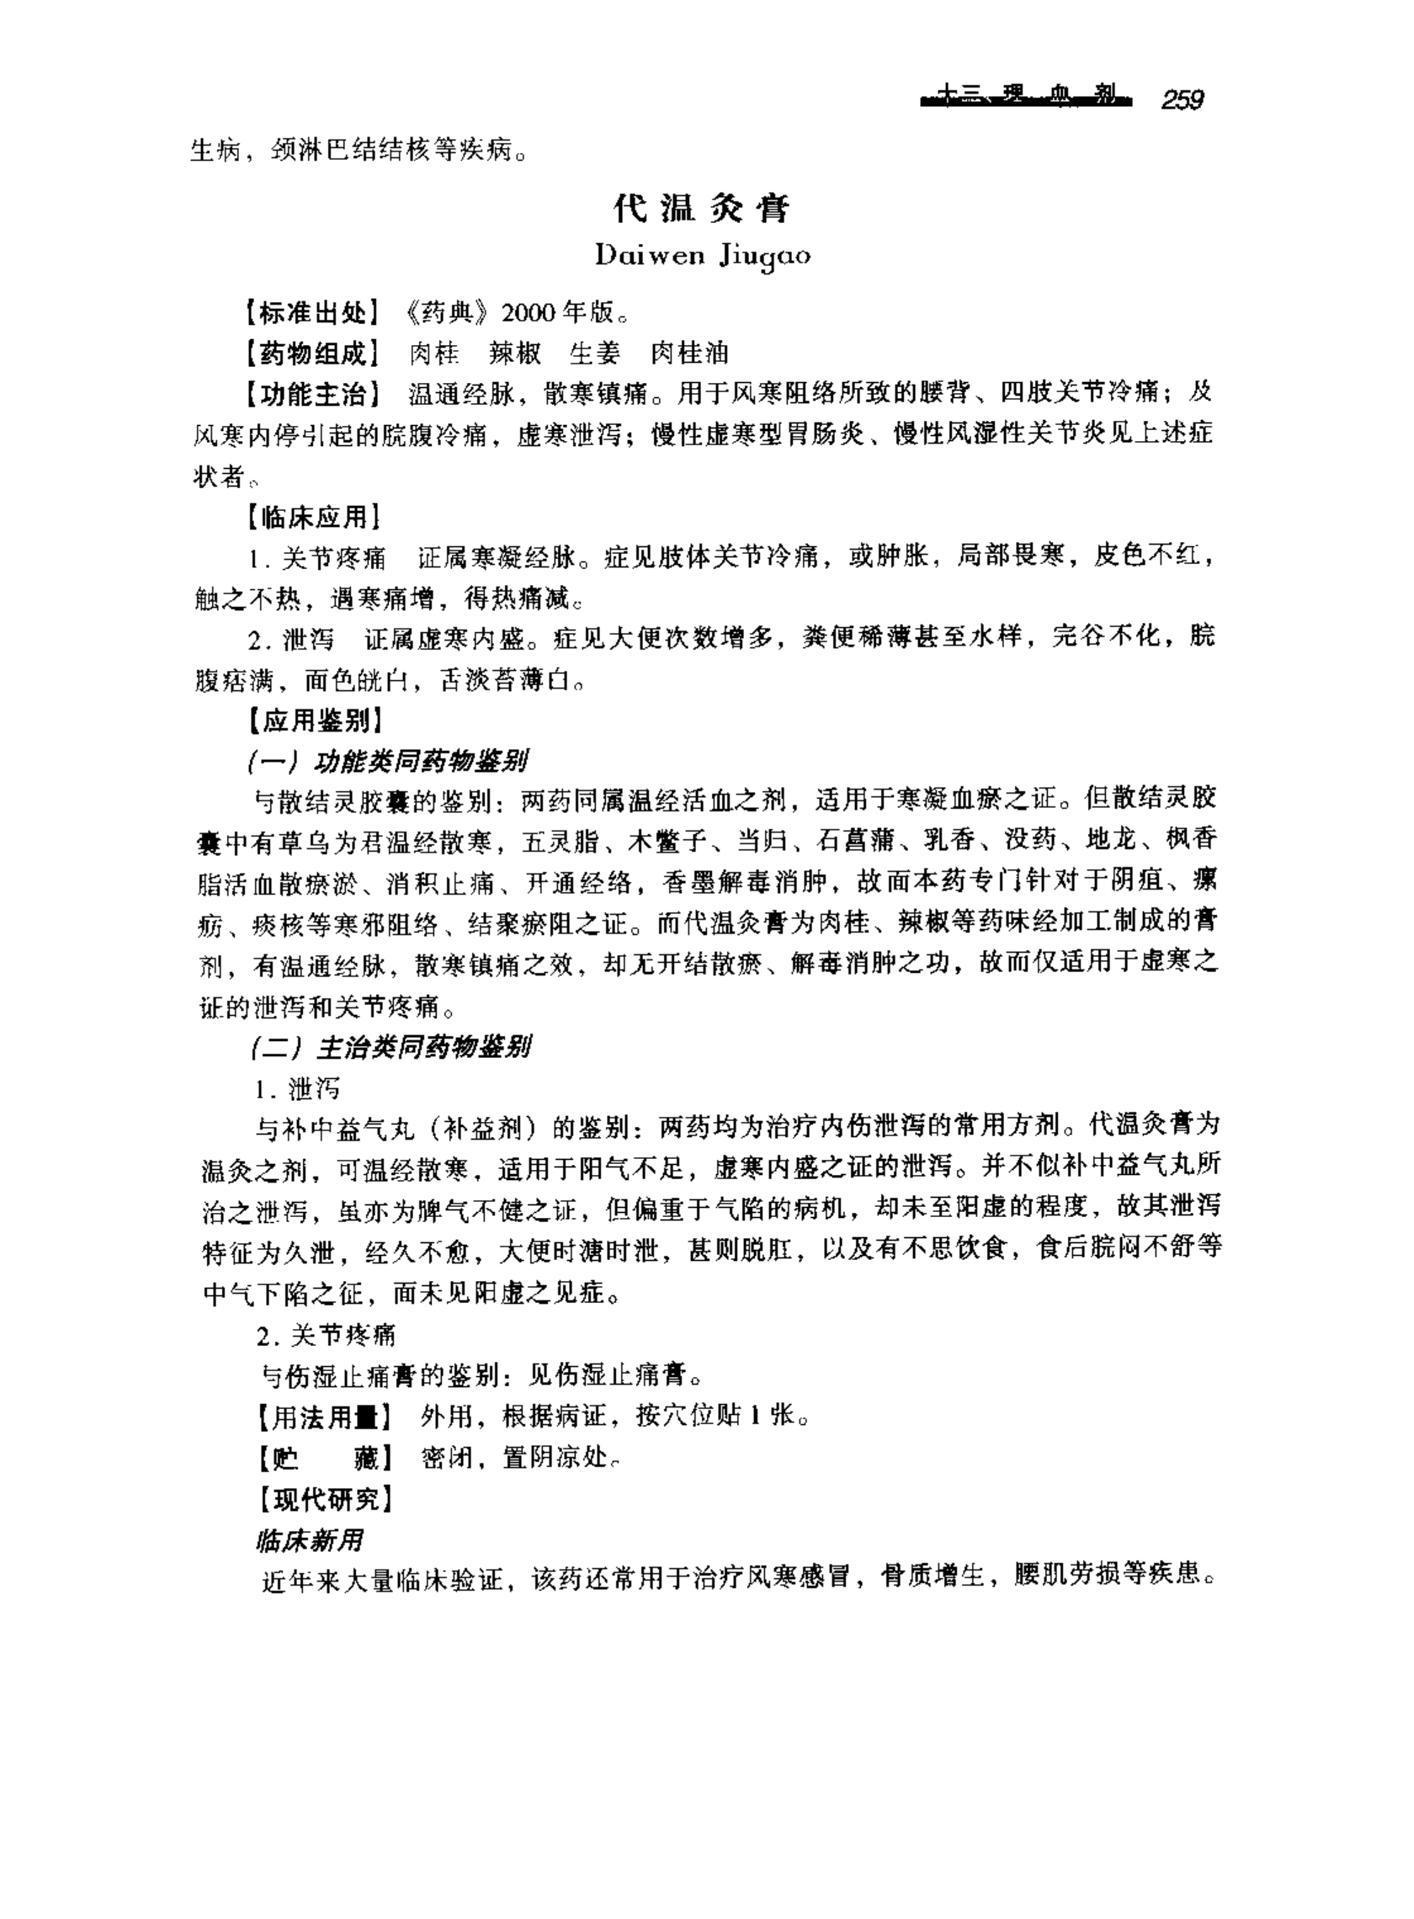 十三、理血剂 259
生病，颈淋巴结结核等疾病。
代温灸膏
Daiwen Jiugao
【标准出处】 《药典》2000 年版。
【药物组成】 肉桂 辣椒 生姜 肉桂油
【功能主治】 温通经脉，散寒镇痛。用于风寒阻络所致的腰背、四肢关节冷痛；及
风寒内停引起的脘腹冷痛，虚寒泄泻；慢性虚寒型胃肠炎、慢性风湿性关节炎见上述症
状者。
【临床应用】
1. 关节疼痛 证属寒凝经脉。症见肢体关节冷痛，或肿胀，局部畏寒，皮色不红，
触之不热，遇寒痛增，得热痛减。
2. 泄泻 证属虚寒内盛。症见大便次数增多，粪便稀薄甚至水样，完谷不化，脘
腹痞满，面色㿠白，舌淡苔薄白。
【应用鉴别】
(一) 功能类同药物鉴别
与散结灵胶囊的鉴别：两药同属温经活血之剂，适用于寒凝血瘀之证。但散结灵胶
囊中有草乌为君温经散寒，五灵脂、木鳖子、当归、石菖蒲、乳香、没药、地龙、枫香
脂活血散瘀淤、消积止痛、开通经络，香墨解毒消肿，故而本药专门针对于阴疽、瘰
疬、痰核等寒邪阻络、结聚瘀阻之证。而代温灸膏为肉桂、辣椒等药味经加工制成的膏
剂，有温通经脉，散寒镇痛之效，却无开结散瘀、解毒消肿之功，故而仅适用于虚寒之
证的泄泻和关节疼痛。
(二) 主治类同药物鉴别
1. 泄泻
与补中益气丸（补益剂）的鉴别：两药均为治疗内伤泄泻的常用方剂。代温灸膏为
温灸之剂，可温经散寒，适用于阳气不足，虚寒内盛之证的泄泻。并不似补中益气丸所
治之泄泻，虽亦为脾气不健之证，但偏重于气陷的病机，却未至阳虚的程度，故其泄泻
特征为久泄，经久不愈，大便时溏时泄，甚则脱肛，以及有不思饮食，食后脘闷不舒等
中气下陷之征，面未见阳虚之见症。
2. 关节疼痛
与伤湿止痛膏的鉴别：见伤湿止痛膏。
【用法用量】 外用，根据病证，按穴位贴 1 张。
【贮 藏】 密闭，置阴凉处。
【现代研究】
临床新用
近年来大量临床验证，该药还常用于治疗风寒感冒，骨质增生，腰肌劳损等疾患。